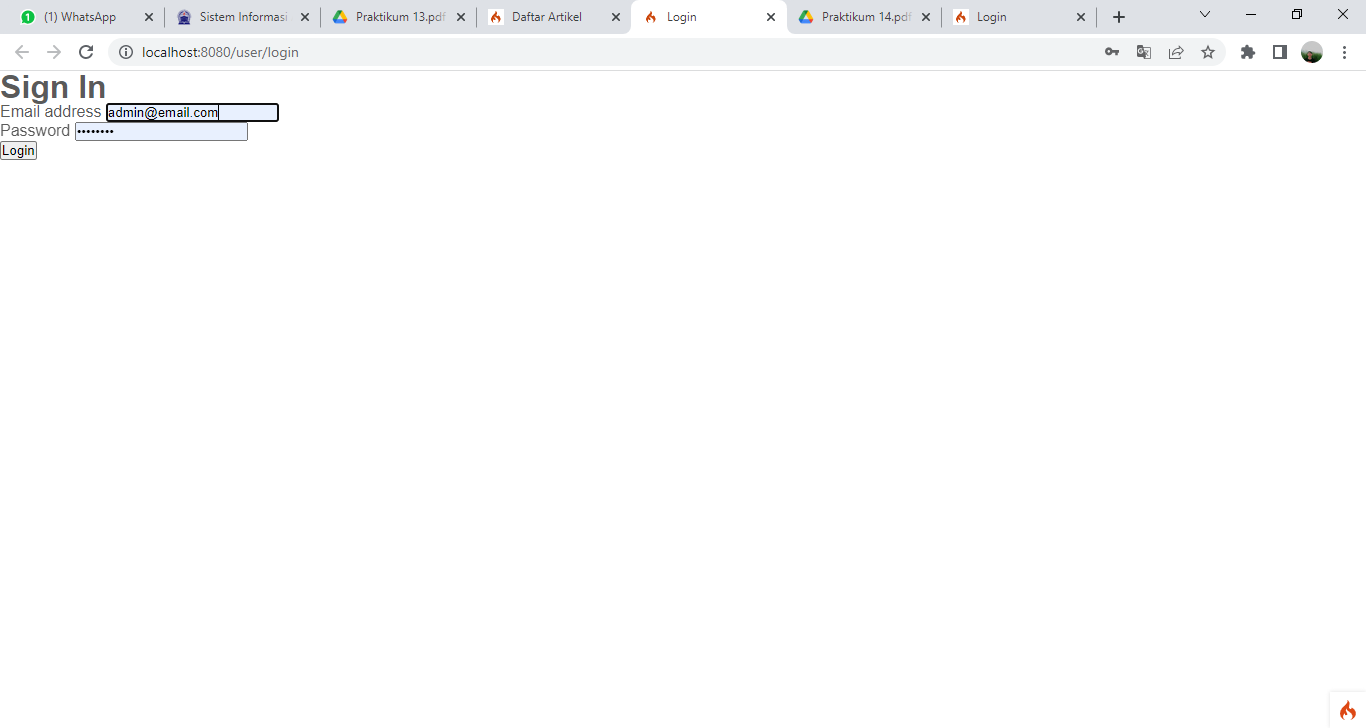 (1) WhatsApp
Sistem Informasi
Praktikum 13.pdf
Daftar Artikel
Login
Praktikum 14.pdf
Login
localhost:8080/user/login
Sign In
Email address admin@email.com
Password ••••••••
Login